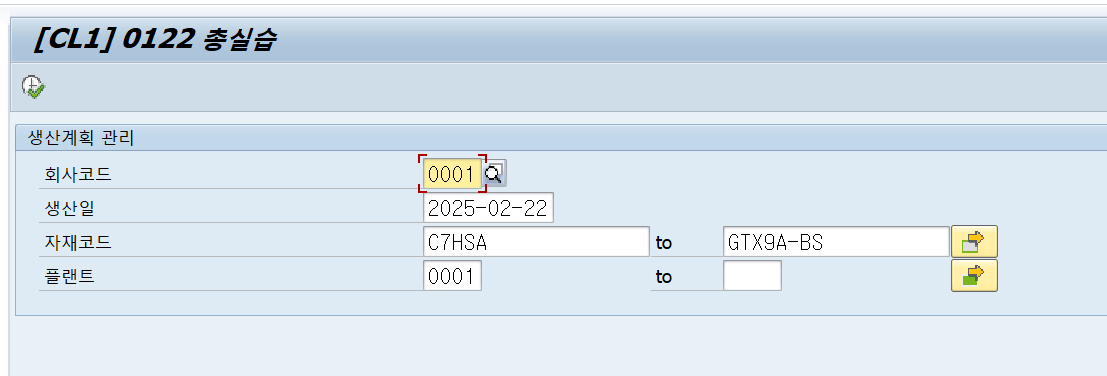 [CL1] 0122 총실습
생산계획 관리
회사코드 0001
생산일 2025-02-22
자재코드 C7HSA to GTX9A-BS
플랜트 0001 to